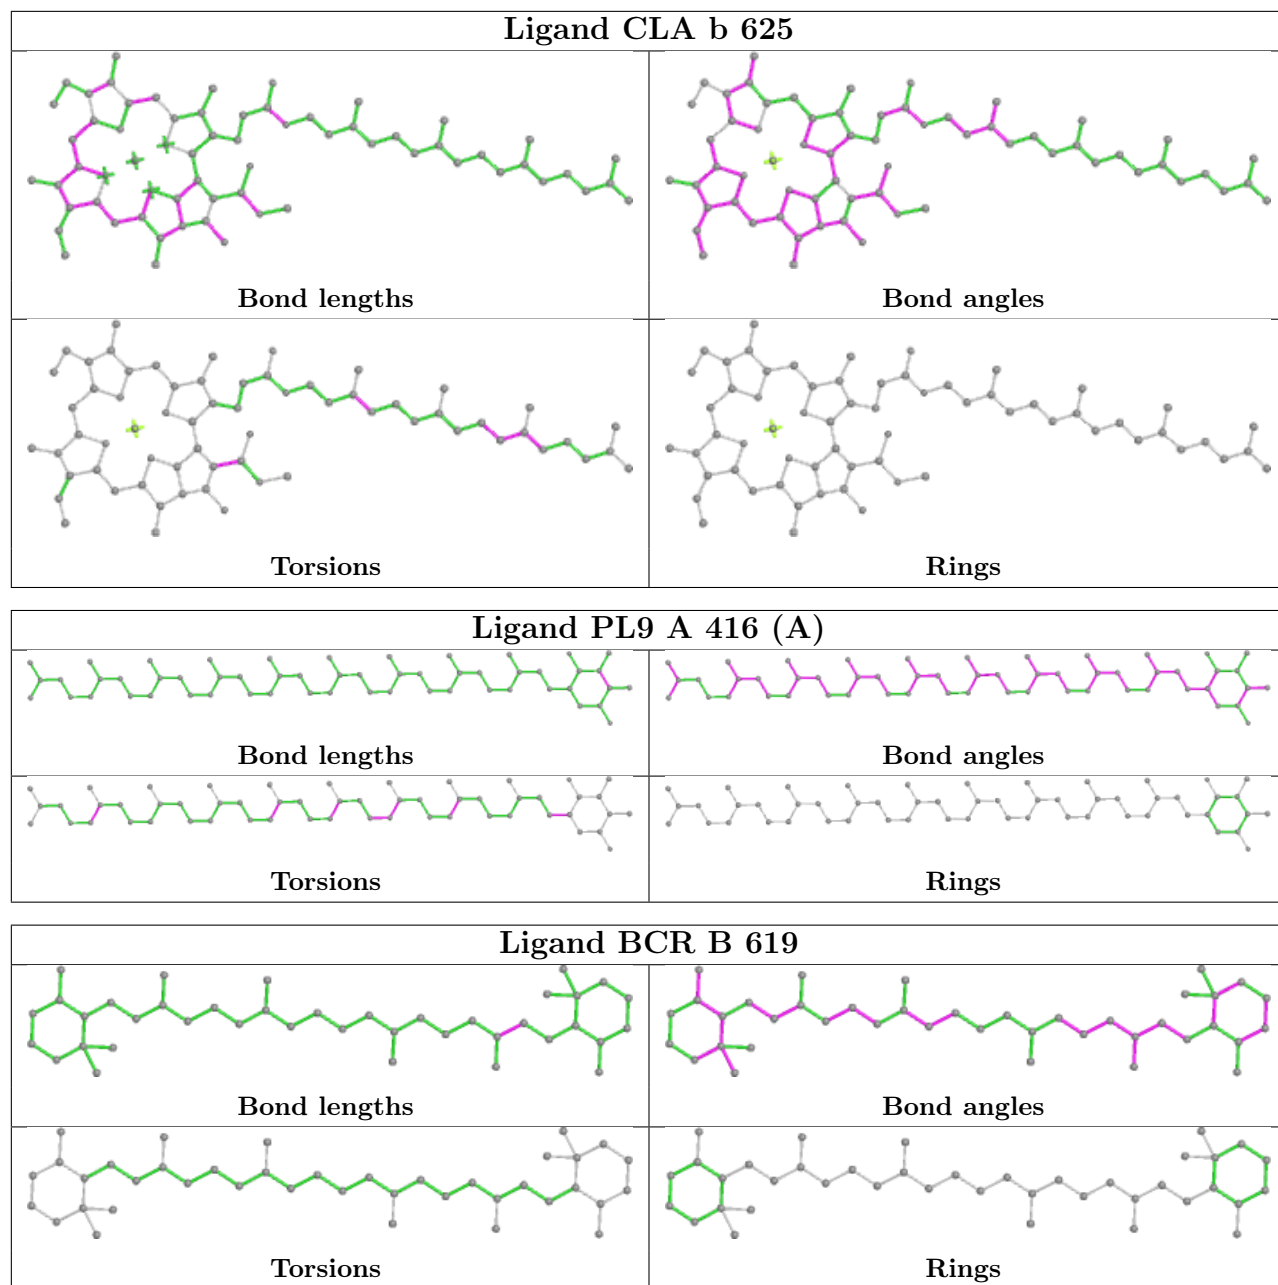 Ligand CLA b 625
Bond lengths
Bond angles
Torsions
Rings
Ligand PL9 A 416 (A)
Bond lengths
Bond angles
Torsions
Rings
Ligand BCR B 619
Bond lengths
Bond angles
Torsions
Rings